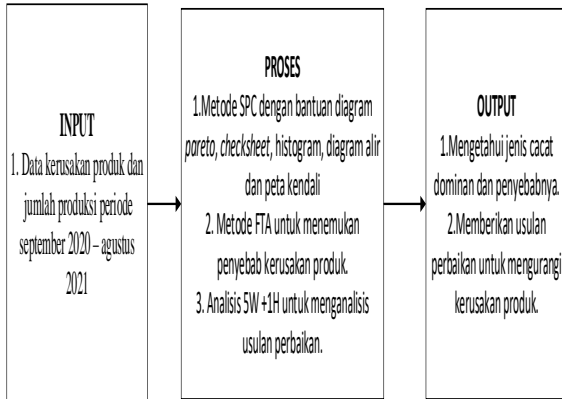 INPUT
1. Data kerusakan produk dan
jumlah produksi periode
september 2020 – agustus
2021
PROSES
1.Metode SPC dengan bantuan diagram
pareto, checksheet, histogram, diagram alir
dan peta kendali
2. Metode FTA untuk menemukan
penyebab kerusakan produk.
3. Analisis 5W +1H untuk menganalisis
usulan perbaikan.
OUTPUT
1.Mengetahui jenis cacat
dominan dan penyebabnya.
2.Memberikan usulan
perbaikan untuk mengurangi
kerusakan produk.